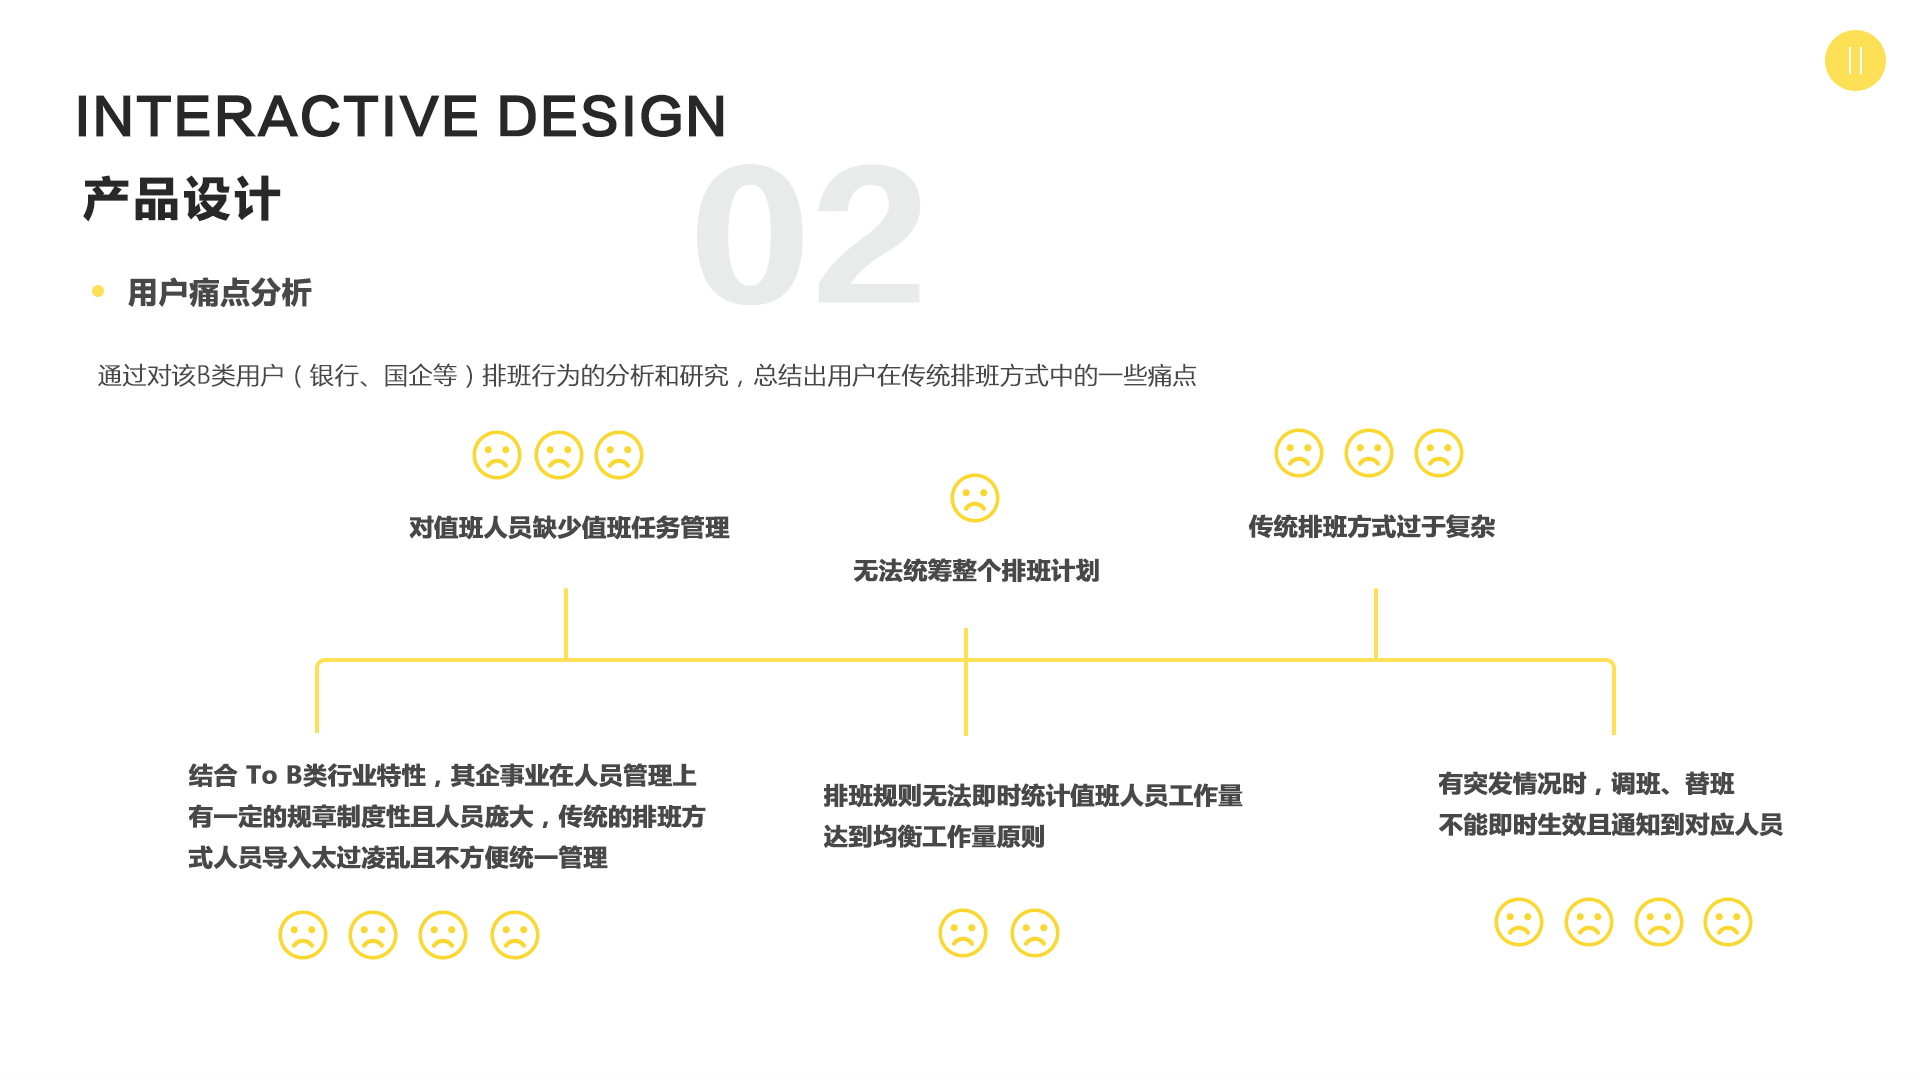 INTERACTIVE DESIGN
产品设计
02
用户痛点分析
通过对该B类用户（银行、国企等）排班行为的分析和研究，总结出用户在传统排班方式中的一些痛点
对值班人员缺少值班任务管理
无法统筹整个排班计划
传统排班方式过于复杂
结合 To B类行业特性，其企事业在人员管理上
有一定的规章制度性且人员庞大，传统的排班方
式人员导入太过凌乱且不方便统一管理
排班规则无法即时统计值班人员工作量
达到均衡工作量原则
有突发情况时，调班、替班
不能即时生效且通知到对应人员